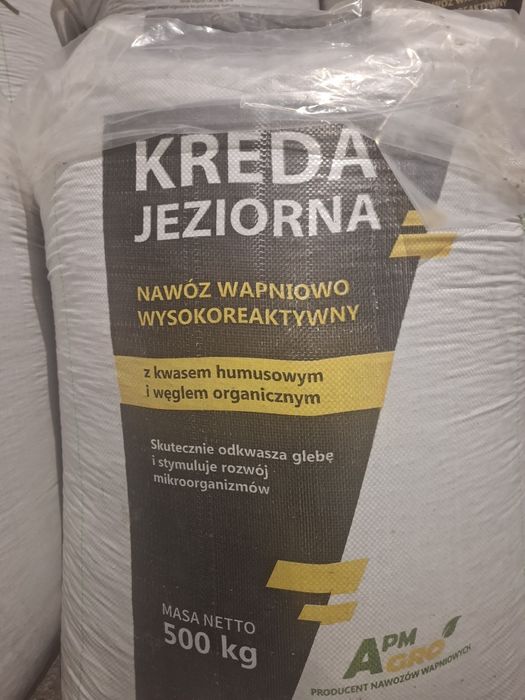 KREDA
JEZIORNA
NAWÓZ WAPNIOWO
WYSOKOREAKTYWNY
z kwasem humusowym
i węglem organicznym
Skutecznie odkwasza glebę
i stymuluje rozwój
mikroorganizmów
MASA NETTO
500 kg
APM
AGRO
PRODUCENT NAWOZÓW WAPNIOWYCH